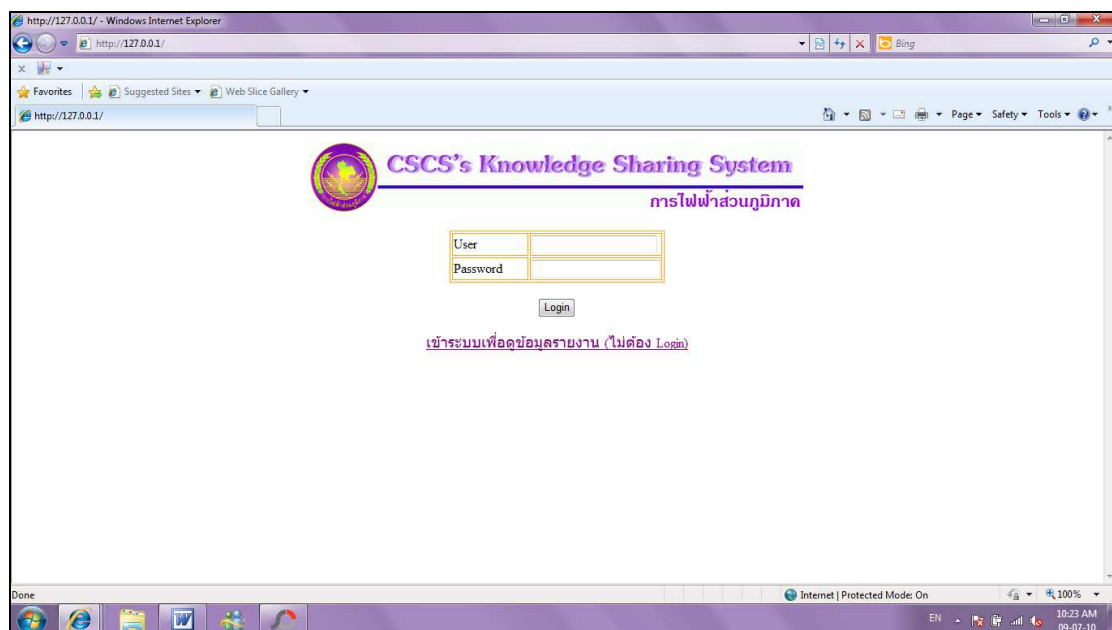 http://127.0.0.1/ - Windows Internet Explorer
http://127.0.0.1/
Bing
x
Favorites Suggested Sites Web Slice Gallery
http://127.0.0.1/
Page Safety Tools
CSCS's Knowledge Sharing System
การไฟฟ้าส่วนภูมิภาค
User
Password
Login
เข้าระบบเพื่อดูข้อมูลรายงาน (ไม่ต้อง Login)
Done
Internet | Protected Mode: On
100%
EN
10:23 AM
09-07-10